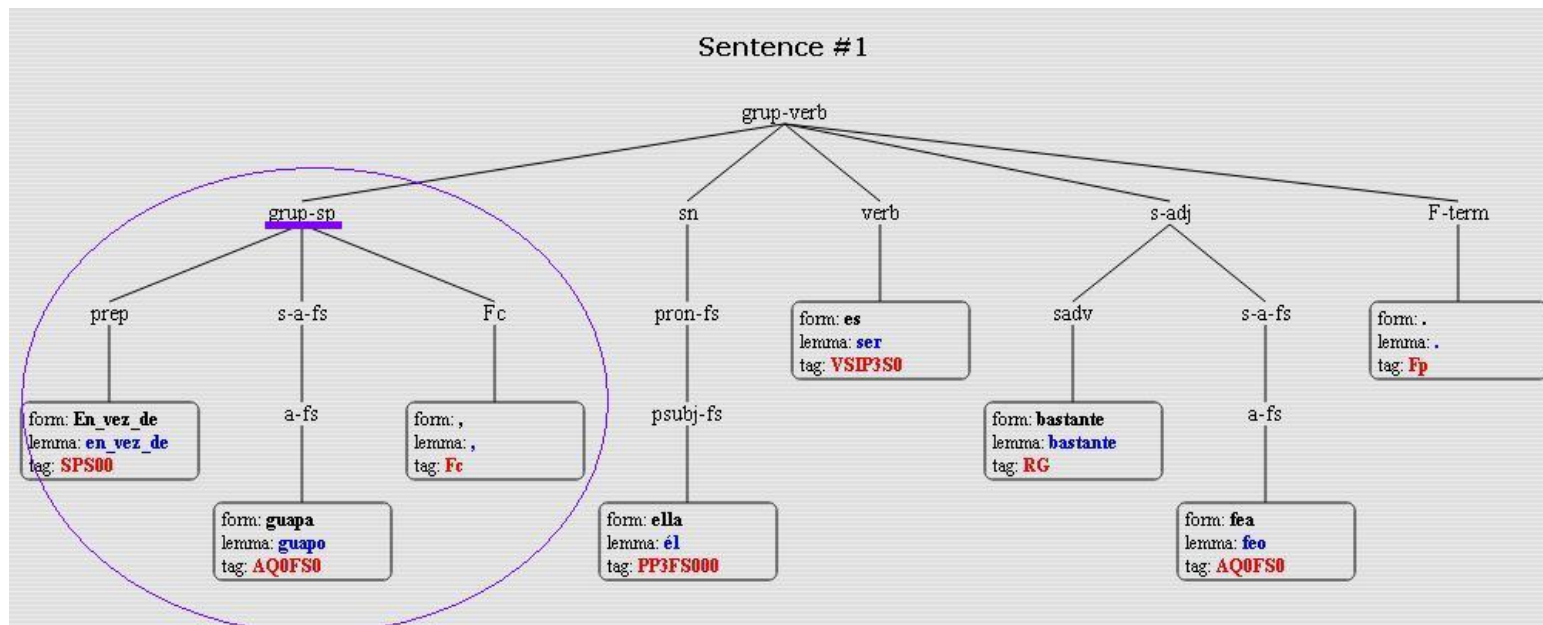 Sentence #1
grup-verb
grup-sp
sn
verb
s-adj
F-term
prep
s-a-fs
Fc
pron-fs
form: es
lemma: ser
tag: VSIP3S0
sadv
s-a-fs
form: .
lemma: .
tag: Fp
form: En_vez_de
lemma: en_vez_de
tag: SPS00
a-fs
form: ,
lemma: ,
tag: Fc
psubj-fs
form: bastante
lemma: bastante
tag: RG
a-fs
form: guapa
lemma: guapo
tag: AQ0FS0
form: ella
lemma: él
tag: PP3FS000
form: fea
lemma: feo
tag: AQ0FS0